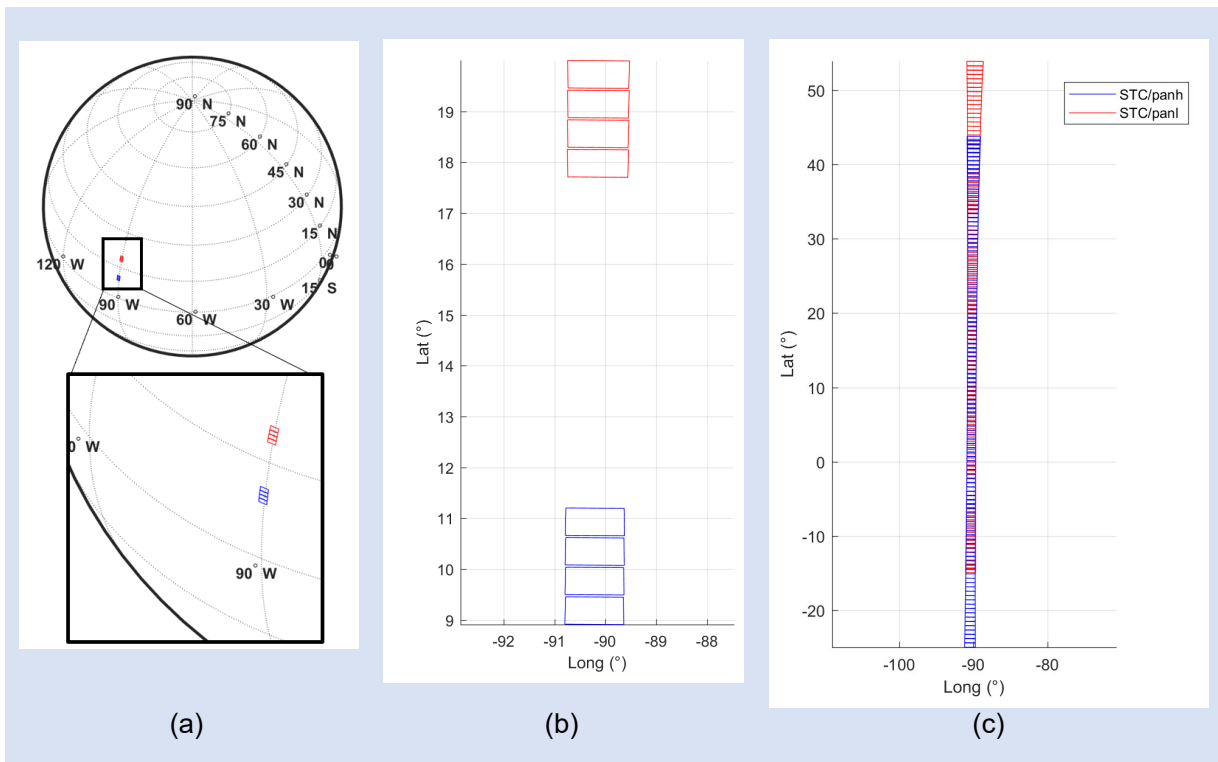 90° N
75° N
60° N
45° N
30° N
15° N
0°
15° S
120° W
90° W
60° W
30° W
0° W
90° W
Lat (°)
19
18
17
16
15
14
13
12
11
10
9
-92 -91 -90 -89 -88
Long (°)
STC/panh
STC/panl
Lat (°)
50
40
30
20
10
0
-10
-20
-100 -90 -80
Long (°)
(a) (b) (c)